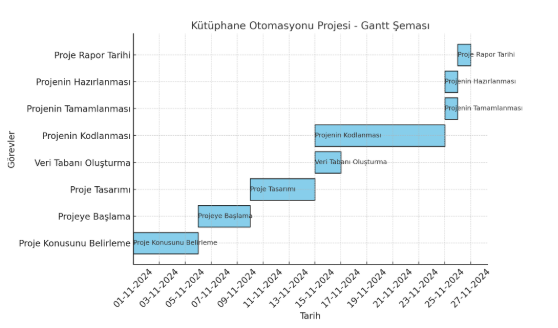 Kütüphane Otomasyonu Projesi - Gantt Şeması
Görevler
Proje Rapor Tarihi
Proje Rapor Tarihi
Projenin Hazırlanması
Projenin Hazırlanması
Projenin Tamamlanması
Projenin Tamamlanması
Projenin Kodlanması
Projenin Kodlanması
Veri Tabanı Oluşturma
Veri Tabanı Oluşturma
Proje Tasarımı
Proje Tasarımı
Projeye Başlama
Projeye Başlama
Proje Konusunu Belirleme
Proje Konusunu Belirleme
01-11-2024
03-11-2024
05-11-2024
07-11-2024
09-11-2024
11-11-2024
13-11-2024
15-11-2024
17-11-2024
19-11-2024
21-11-2024
23-11-2024
25-11-2024
27-11-2024
Tarih